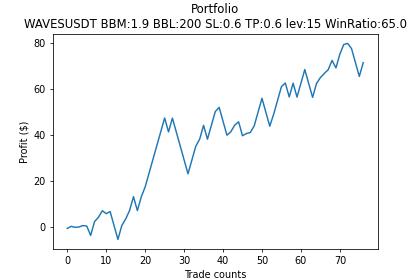 Portfolio
WAVESUSDT BBM:1.9 BBL:200 SL:0.6 TP:0.6 lev:15 WinRatio:65.0
80
60
40
20
0
Profit ($)
0 10 20 30 40 50 60 70
Trade counts